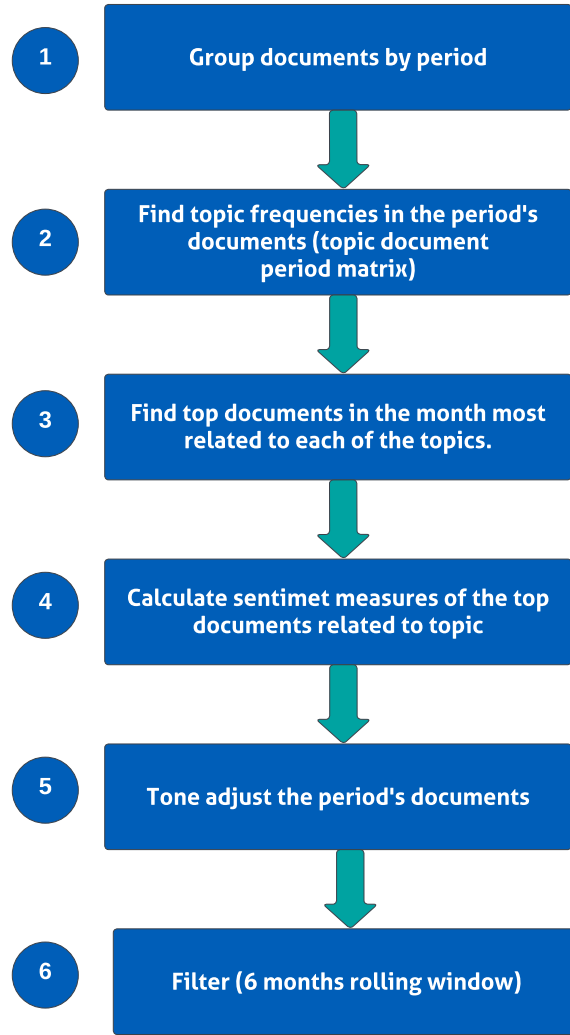 1
Group documents by period
2
Find topic frequencies in the period's
documents (topic document
period matrix)
3
Find top documents in the month most
related to each of the topics.
4
Calculate sentimet measures of the top
documents related to topic
5
Tone adjust the period's documents
6
Filter (6 months rolling window)